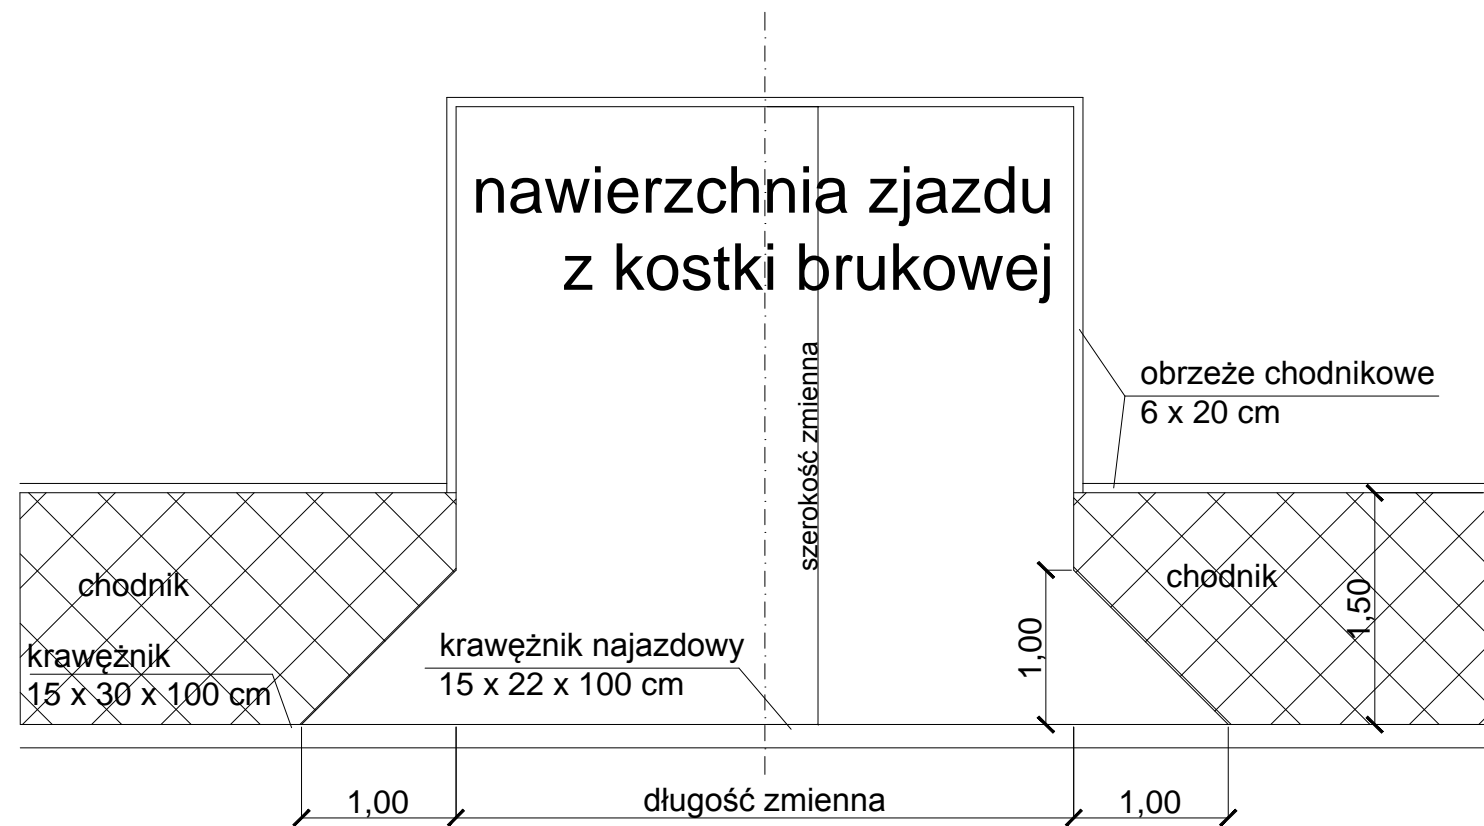 nawierzchnia zjazdu
z kostki brukowej
szerokość zmienna
obrzeże chodnikowe
6 x 20 cm
chodnik
chodnik
1,50
krawężnik
15 x 30 x 100 cm
krawężnik najazdowy
15 x 22 x 100 cm
1,00
1,00
długość zmienna
1,00